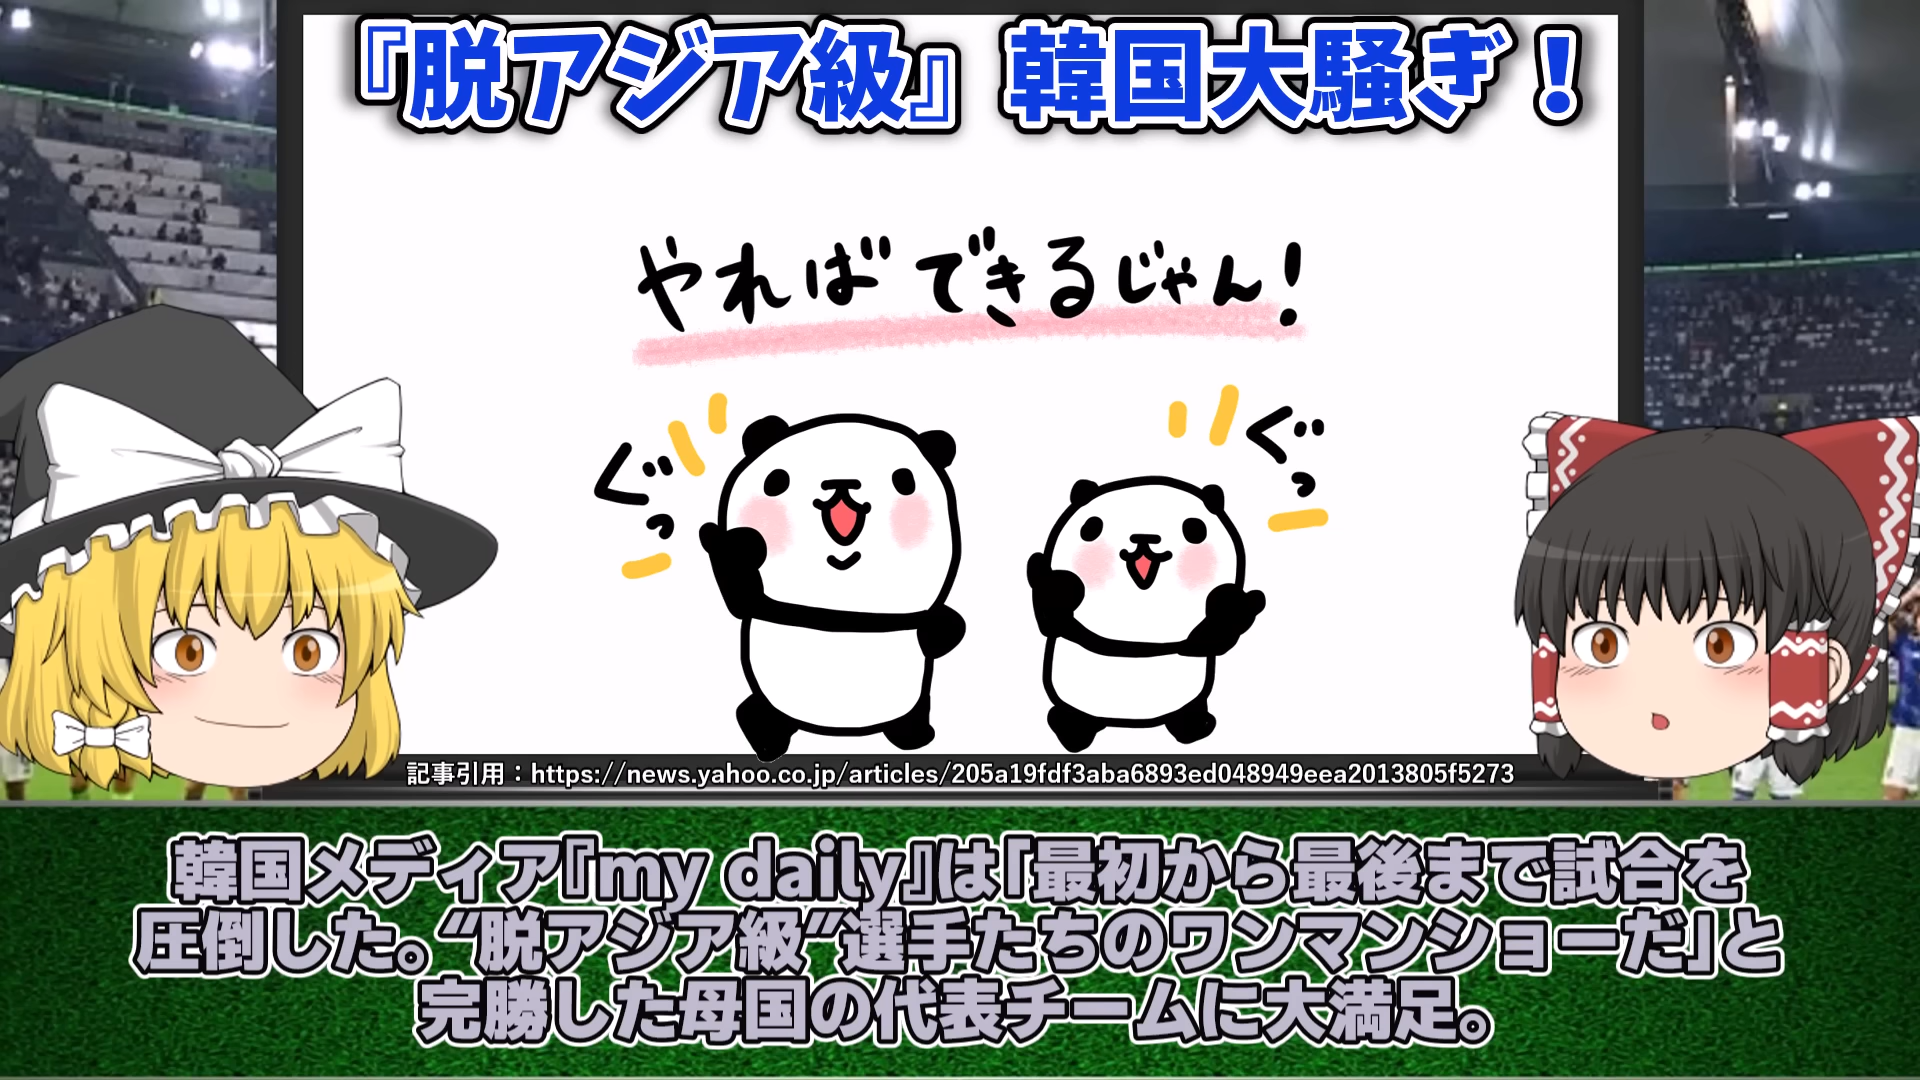 『脱アジア級』韓国大騒ぎ！
やればできるじゃん!
ぐっ
ぐっ
記事引用：https://news.yahoo.co.jp/articles/205a19fdf3aba6893ed048949eea2013805f5273
韓国メディア『my daily』は「最初から最後まで試合を
圧倒した。“脱アジア級”選手たちのワンマンショーだ」と
完勝した母国の代表チームに大満足。